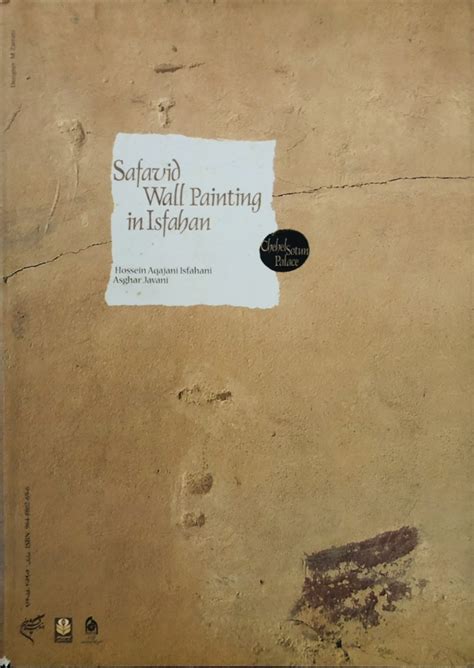 Safavid
Wall Painting
in Isfahan
Hossein Aqajani Isfahani
Asghar Javani
Chehel
Sotun
Palace